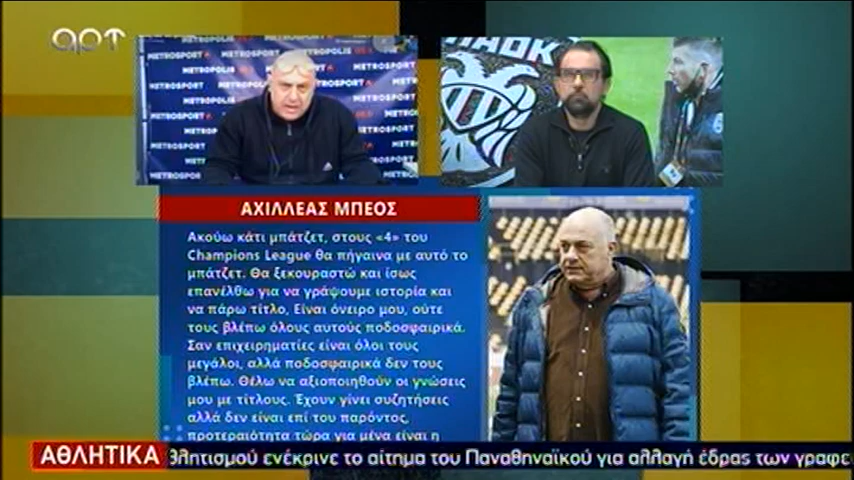 αρτ
METROPOLIS METROSPORT
ΠΑΟΚ
ΑΧΙΛΛΕΑΣ ΜΠΕΟΣ
Ακούω κάτι μπάτζετ, στους «4» του
Champions League θα πήγαινα με αυτό το
μπάτζετ. Θα ξεκουραστώ και ίσως
επανέλθω για να γράψουμε ιστορία και
να πάρω τίτλο, Είναι όνειρο μου, ούτε
τους βλέπω όλους αυτούς ποδοσφαιρικά.
Σαν επιχειρηματίες είναι όλοι τους
μεγάλοι, αλλά ποδοσφαιρικά δεν τους
βλέπω. Θέλω να αξιοποιηθούν οι γνώσεις
μου με τίτλους. Έχουν γίνει συζητήσεις
αλλά δεν είναι επί του παρόντος,
προτεραιότητα τώρα για μένα είναι η
ΑΘΛΗΤΙΚΑ θλητισμού ενέκρινε το αίτημα του Παναθηναϊκού για αλλαγή έδρας των γραφε